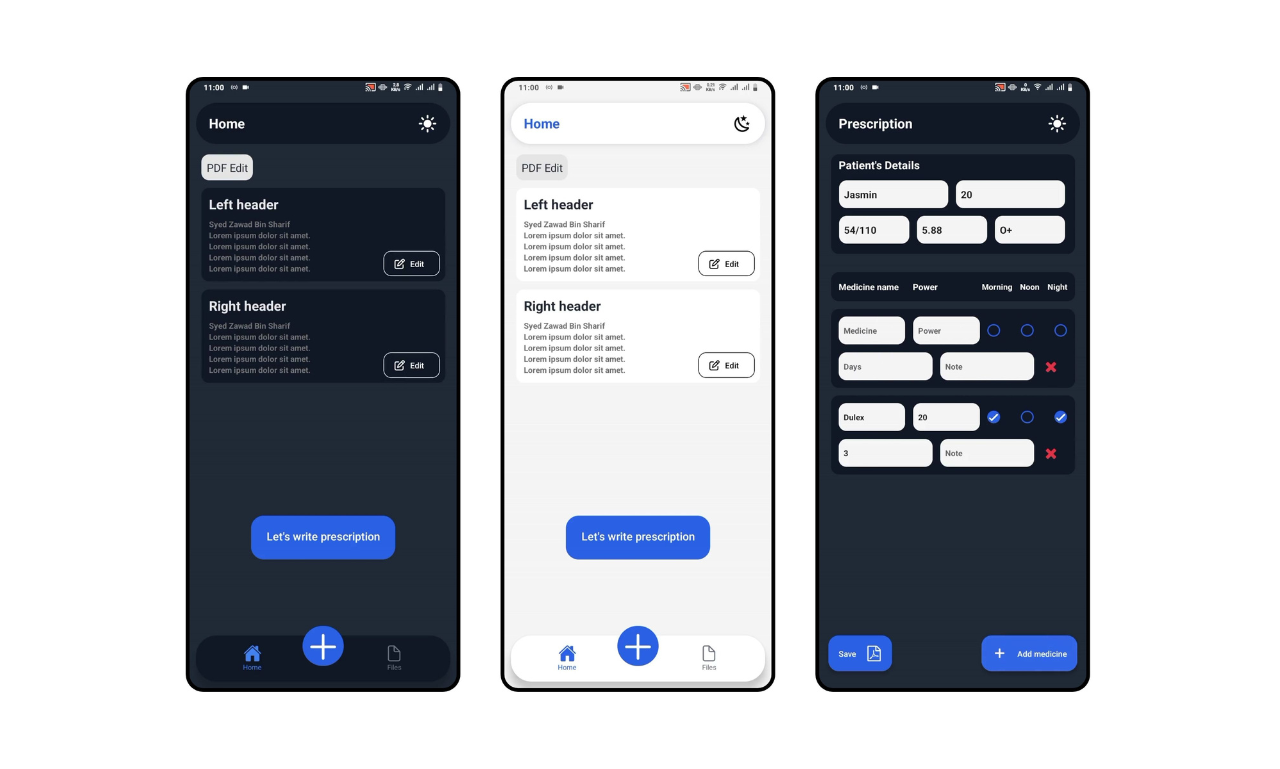 11:00
Home
PDF Edit
Left header
Syed Zawad Bin Sharif
Lorem ipsum dolor sit amet.
Lorem ipsum dolor sit amet.
Lorem ipsum dolor sit amet.
Lorem ipsum dolor sit amet.
Edit
Right header
Syed Zawad Bin Sharif
Lorem ipsum dolor sit amet.
Lorem ipsum dolor sit amet.
Lorem ipsum dolor sit amet.
Lorem ipsum dolor sit amet.
Edit
Let's write prescription
Home
Files
11:00
Home
PDF Edit
Left header
Syed Zawad Bin Sharif
Lorem ipsum dolor sit amet.
Lorem ipsum dolor sit amet.
Lorem ipsum dolor sit amet.
Lorem ipsum dolor sit amet.
Edit
Right header
Syed Zawad Bin Sharif
Lorem ipsum dolor sit amet.
Lorem ipsum dolor sit amet.
Lorem ipsum dolor sit amet.
Lorem ipsum dolor sit amet.
Edit
Let's write prescription
Home
Files
11:00
Prescription
Patient's Details
Jasmin 20
54/110 5.88 O+
Medicine name Power Morning Noon Night
Medicine Power
Days Note
Dulex 20
3 Note
Save Add medicine